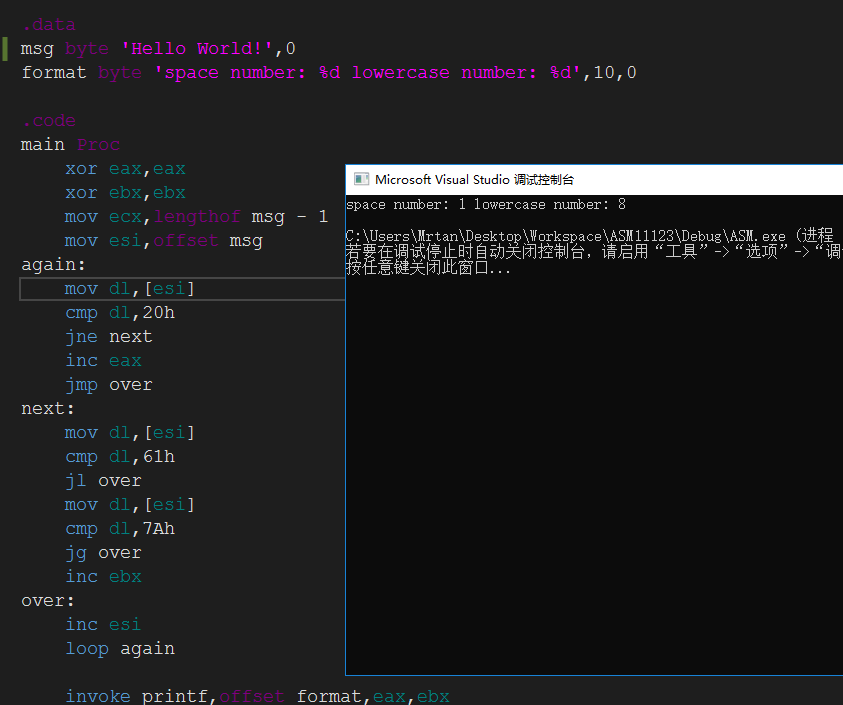 .data
msg byte 'Hello World!',0
format byte 'space number: %d lowercase number: %d',10,0
.code
main Proc
xor eax,eax
xor ebx,ebx
mov ecx,lengthof msg - 1
mov esi,offset msg
again:
mov dl,[esi]
cmp dl,20h
jne next
inc eax
jmp over
next:
mov dl,[esi]
cmp dl,61h
jl over
mov dl,[esi]
cmp dl,7Ah
jg over
inc ebx
over:
inc esi
loop again
invoke printf,offset format,eax,ebx
Microsoft Visual Studio 调试控制台
space number: 1 lowercase number: 8
C:\Users\Mrtan\Desktop\Workspace\ASM11123\Debug\ASM.exe (进程
若要在调试停止时自动关闭控制台，请启用“工具”->“选项”->“调
按任意键关闭此窗口...